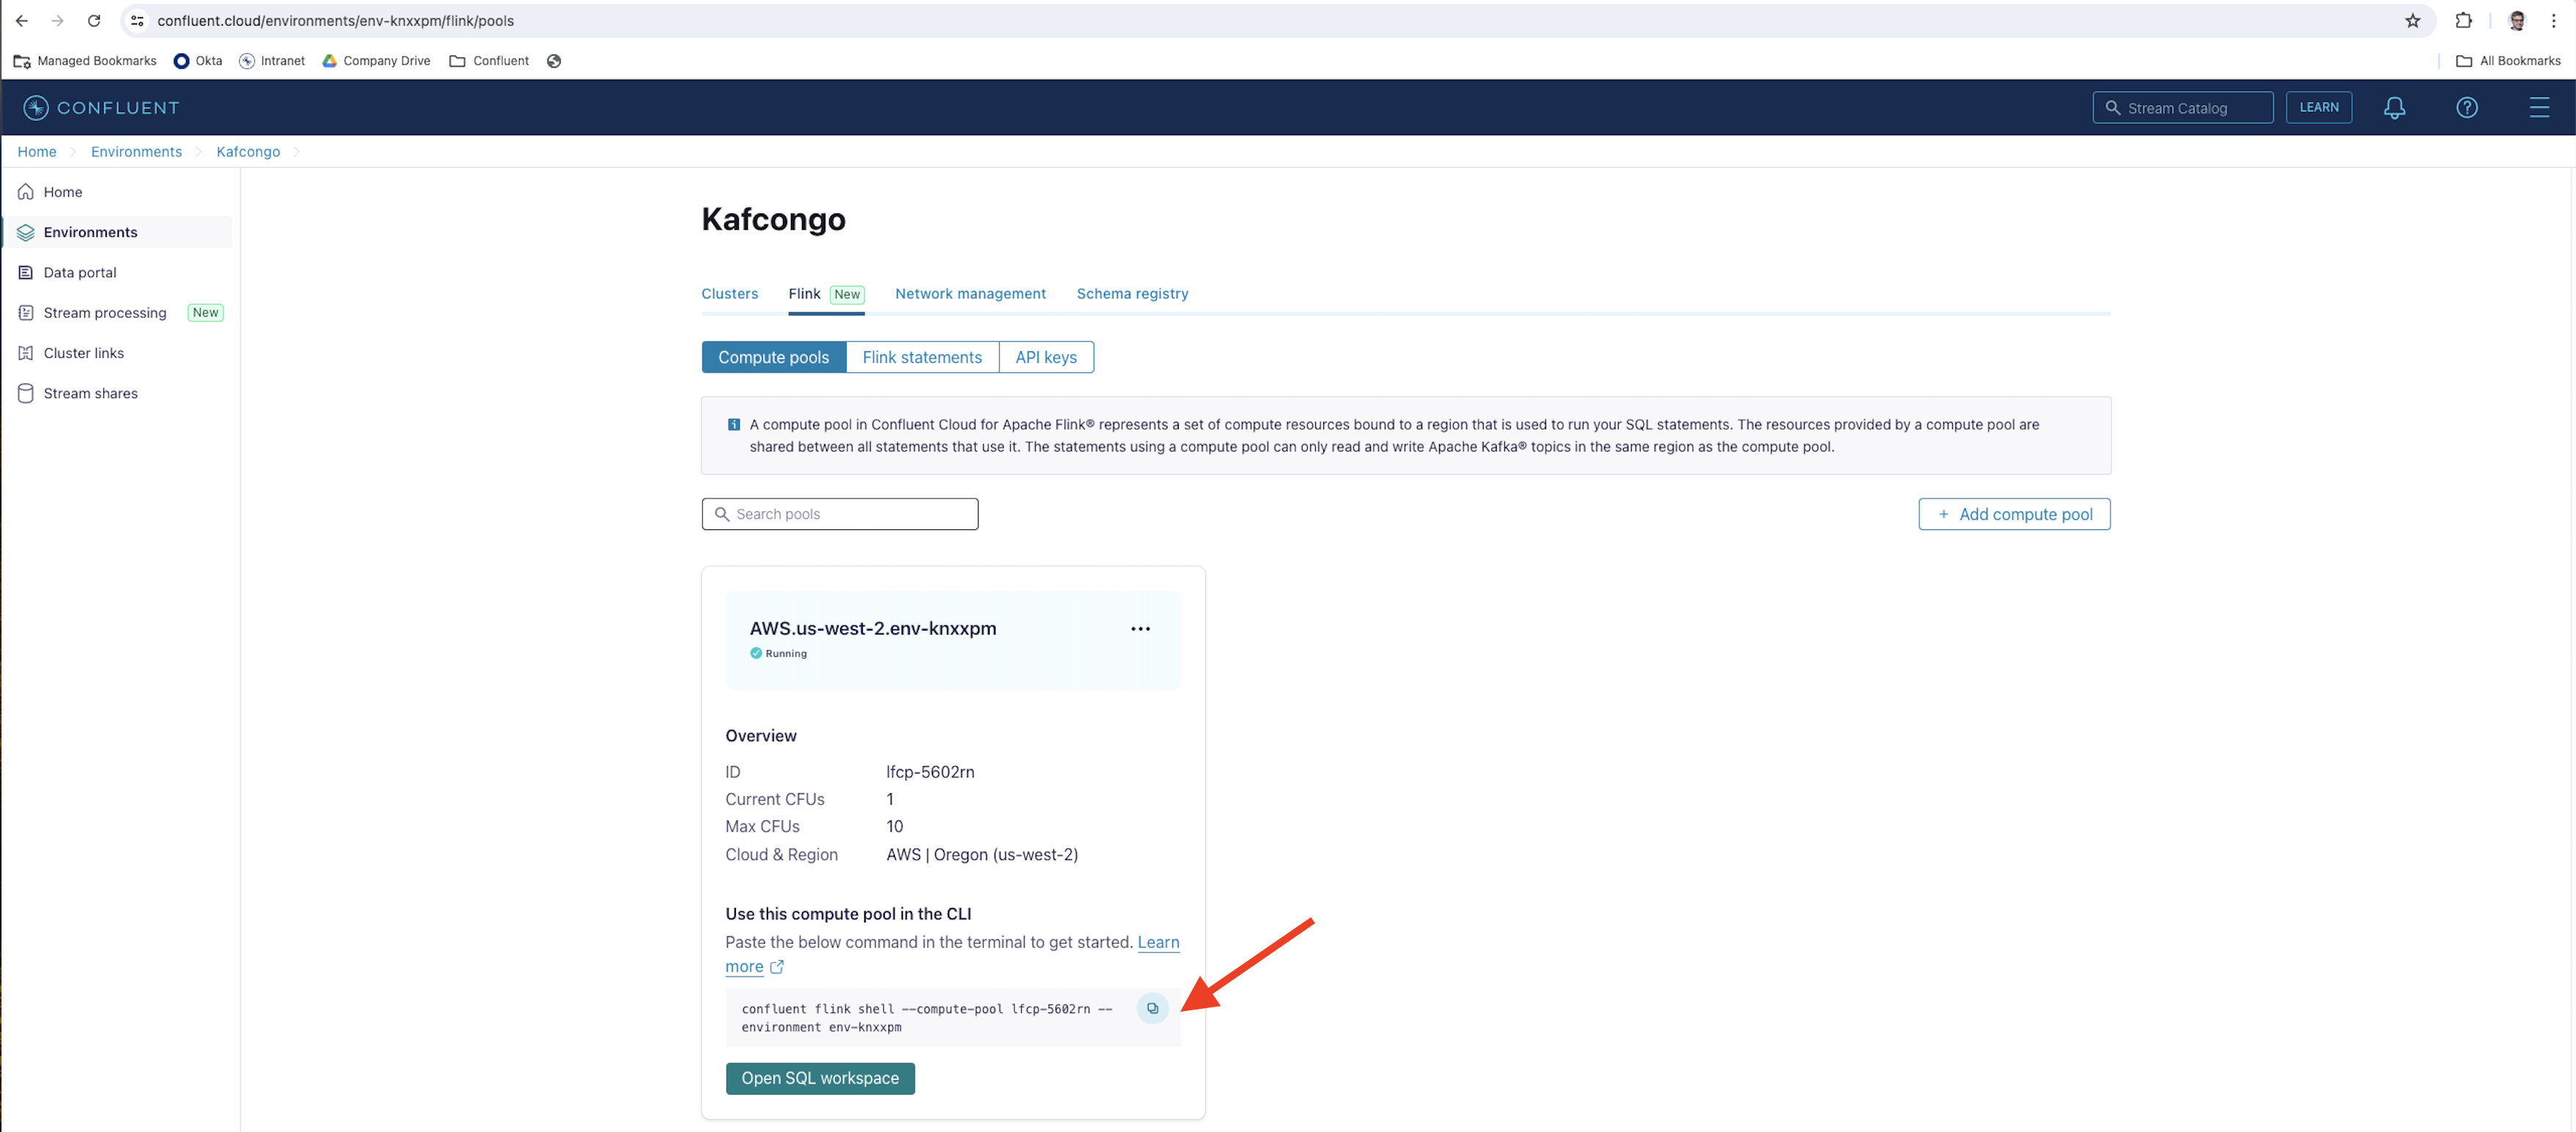 confluent.cloud/environments/env-knxxpm/flink/pools
Managed Bookmarks Okta Intranet Company Drive Confluent All Bookmarks
CONFLUENT Stream Catalog LEARN
Home Environments Kafcongo
Home
Environments
Data portal
Stream processing New
Cluster links
Stream shares
Kafcongo
Clusters Flink New Network management Schema registry
Compute pools Flink statements API keys
A compute pool in Confluent Cloud for Apache Flink® represents a set of compute resources bound to a region that is used to run your SQL statements. The resources provided by a compute pool are
shared between all statements that use it. The statements using a compute pool can only read and write Apache Kafka® topics in the same region as the compute pool.
Search pools + Add compute pool
AWS.us-west-2.env-knxxpm
Running
Overview
ID lfcp-5602rn
Current CFUs 1
Max CFUs 10
Cloud & Region AWS | Oregon (us-west-2)
Use this compute pool in the CLI
Paste the below command in the terminal to get started. Learn
more
confluent flink shell --compute-pool lfcp-5602rn --
environment env-knxxpm
Open SQL workspace